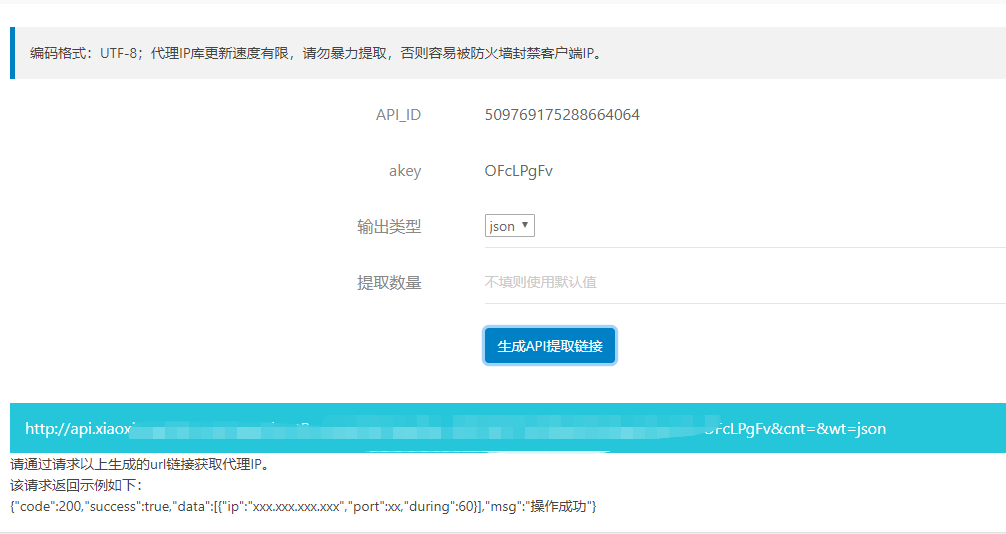 编码格式：UTF-8；代理IP库更新速度有限，请勿暴力提取，否则容易被防火墙封禁客户端IP。
API_ID 509769175288664064
akey OFcLPgFv
输出类型 json
提取数量 不填则使用默认值
生成API提取链接
http://api.xiaoxi FcLPgFv&cnt=&wt=json
请通过请求以上生成的url链接获取代理IP。
该请求返回示例如下：
{"code":200,"success":true,"data":[{"ip":"xxx.xxx.xxx.xxx","port":xx,"during":60}],"msg":"操作成功"}